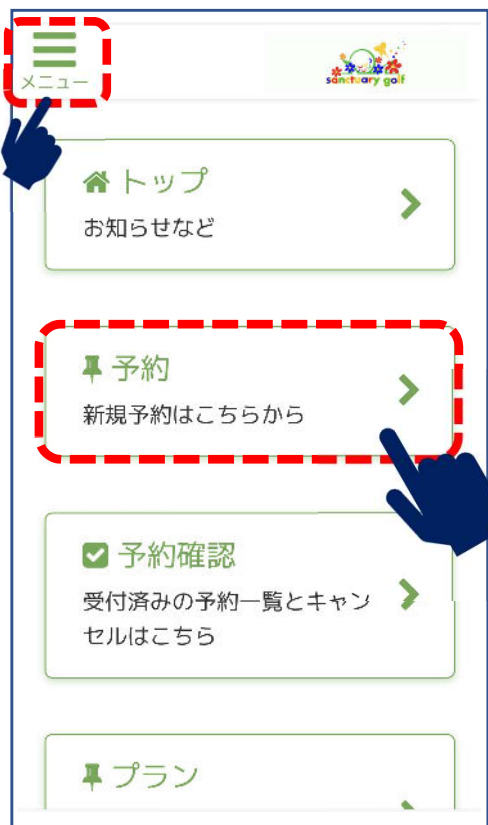 メニュー
sanctuary golf
トップ
お知らせなど
予約
新規予約はこちらから
予約確認
受付済みの予約一覧とキャン
セルはこちら
プラン